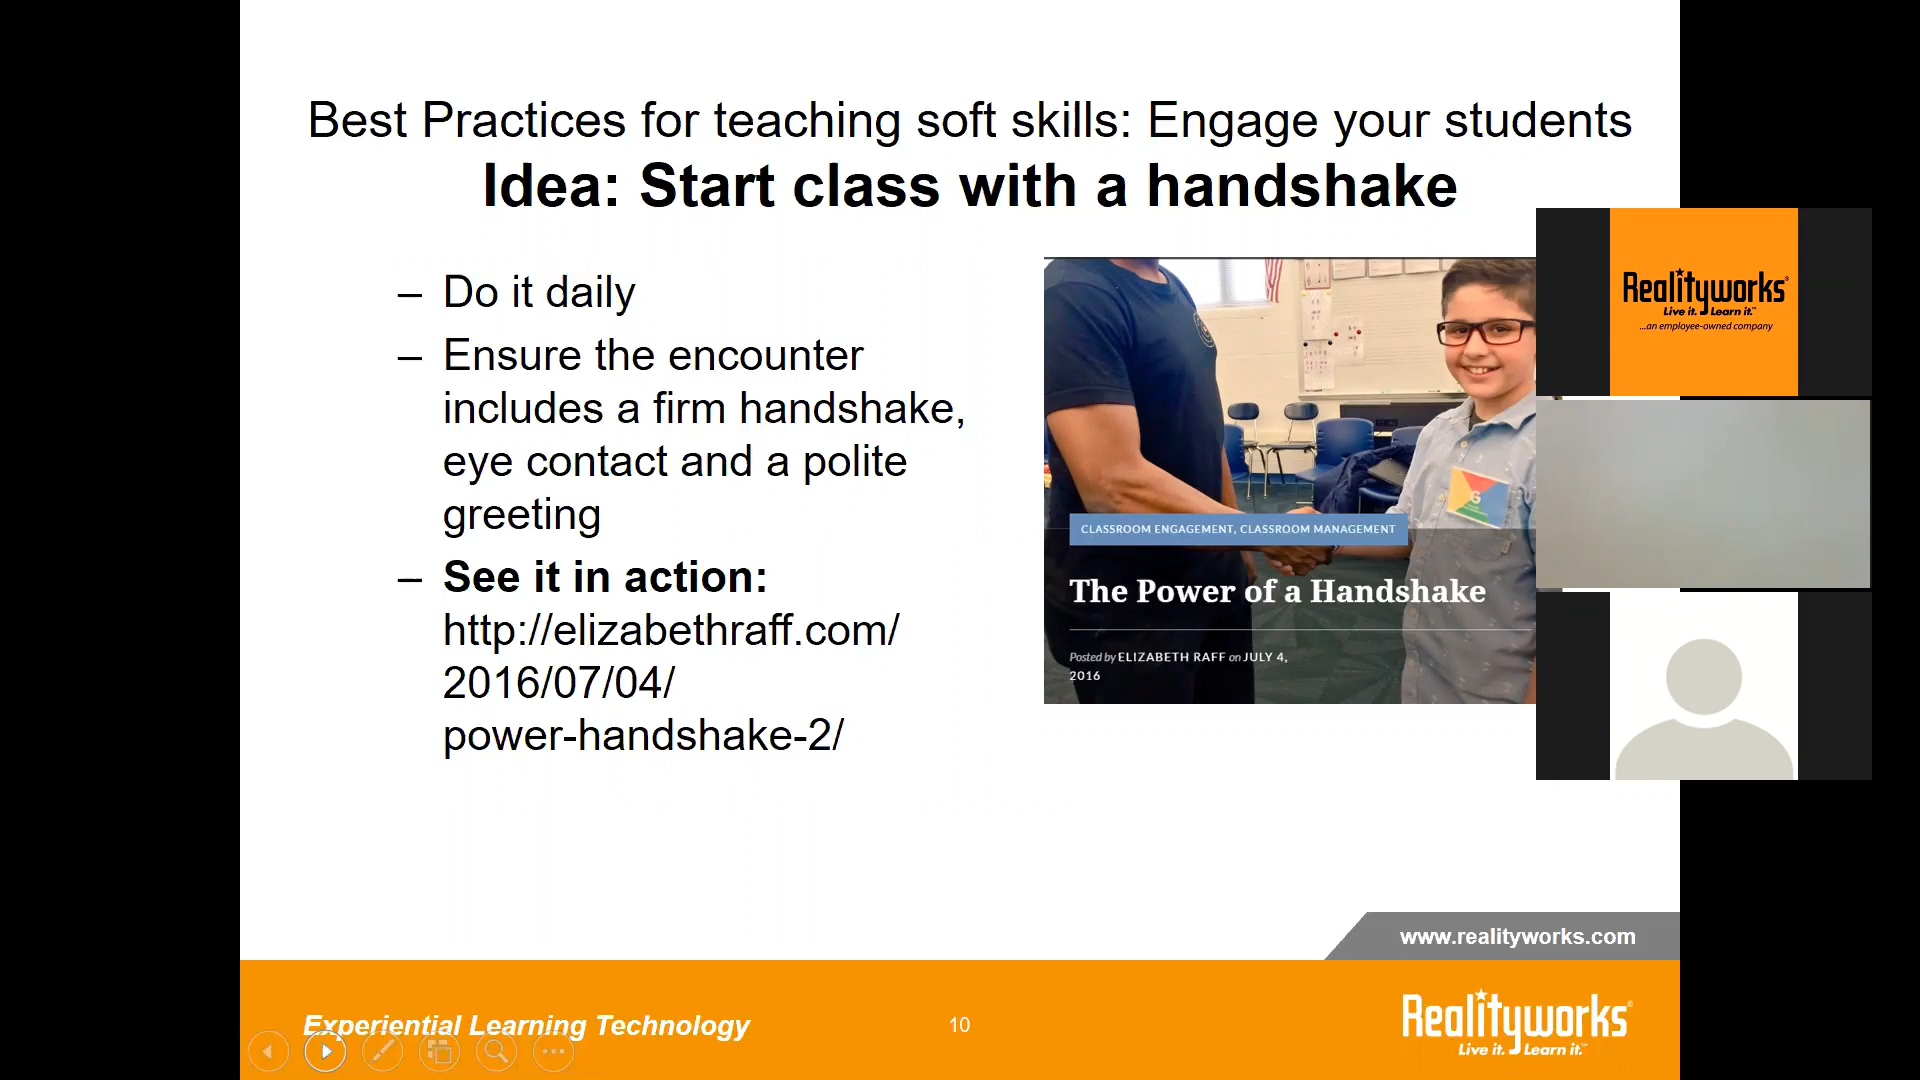 Best Practices for teaching soft skills: Engage your students
Idea: Start class with a handshake
– Do it daily
– Ensure the encounter
includes a firm handshake,
eye contact and a polite
greeting
– See it in action:
http://elizabethraff.com/
2016/07/04/
power-handshake-2/
CLASSROOM ENGAGEMENT, CLASSROOM MANAGEMENT
The Power of a Handshake
Posted by ELIZABETH RAFF on JULY 4,
2016
G
Realityworks®
Live it. Learn it.™
...an employee-owned company
www.realityworks.com
Experiential Learning Technology
10
Realityworks®
Live it. Learn it.™